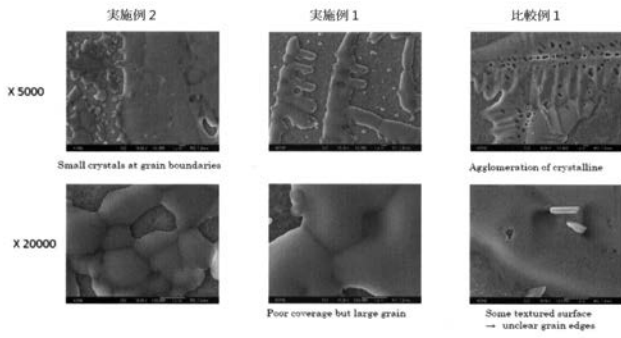 実施例2 実施例1 比較例1
X 5000
Small crystals at grain boundaries Agglomeration of crystalline
X 20000
Poor coverage but large grain Some textured surface
→ unclear grain edges